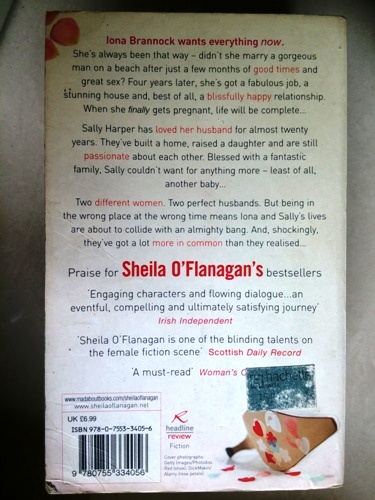 Iona Brannock wants everything now.
She's always been that way – didn't she marry a gorgeous
man on a beach after just a few months of good times and
great sex? Four years later, she's got a fabulous job, a
stunning house and, best of all, a blissfully happy relationship.
When she finally gets pregnant, life will be complete...
Sally Harper has loved her husband for almost twenty
years. They've built a home, raised a daughter and are still
passionate about each other. Blessed with a fantastic
family, Sally couldn't want for anything more – least of all,
another baby...
Two different women. Two perfect husbands. But being in
the wrong place at the wrong time means Iona and Sally's lives
are about to collide with an almighty bang. And, shockingly,
they've got a lot more in common than they realised...
Praise for Sheila O'Flanagan's bestsellers
'Engaging characters and flowing dialogue...an
eventful, compelling and ultimately satisfying journey'
Irish Independent
'Sheila O'Flanagan is one of the blinding talents on
the female fiction scene' Scottish Daily Record
'A must-read' Woman's
www.madaboutbooks.com/sheilaoflanagan
www.sheilaoflanagan.net
UK £6.99
ISBN 978-0-7553-3405-6
9 780755 334056
headline
review
Fiction
Cover photographs:
Getty Images/Photodisc
Red (shoe), StockMaker/
Alamy (rose petals)